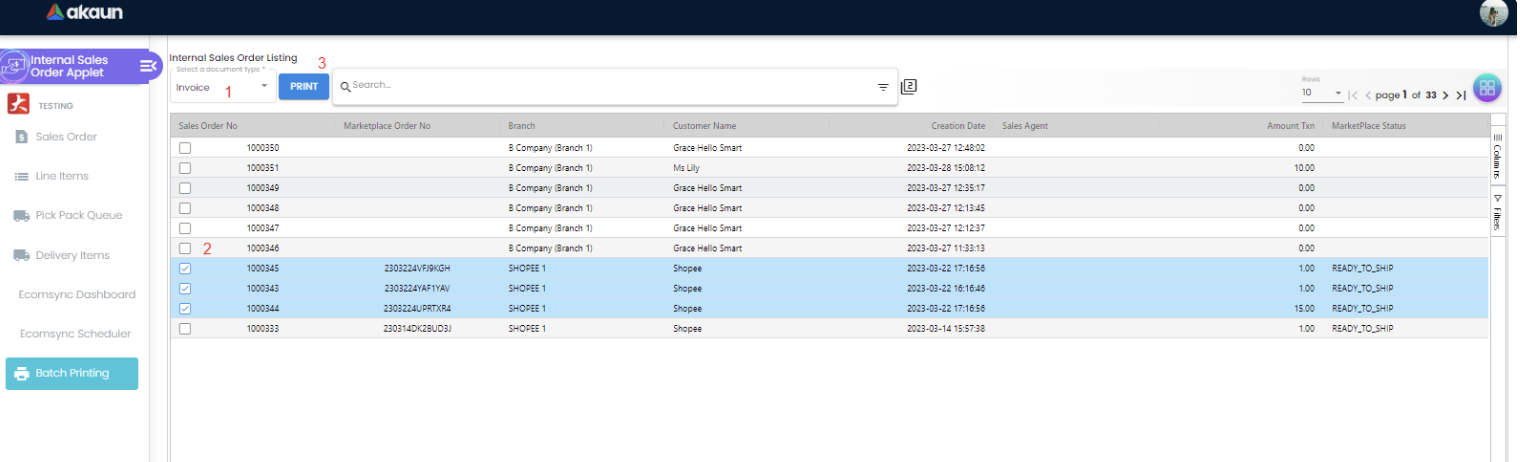 akaun
Internal Sales
Order Applet
TESTING
Sales Order
Line Items
Pick Pack Queue
Delivery Items
Ecomsync Dashboard
Ecomsync Scheduler
Batch Printing
Internal Sales Order Listing
Select a document type *
Invoice 1
PRINT
3
Search...
2
Rows
10
page 1 of 33
Sales Order No Marketplace Order No Branch Customer Name Creation Date Sales Agent Amount Txn MarketPlace Status
1000350 B Company (Branch 1) Grace Hello Smart 2023-03-27 12:48:02 0.00
1000351 B Company (Branch 1) Ms Lily 2023-03-28 15:08:12 10.00
1000349 B Company (Branch 1) Grace Hello Smart 2023-03-27 12:35:17 0.00
1000348 B Company (Branch 1) Grace Hello Smart 2023-03-27 12:13:45 0.00
1000347 B Company (Branch 1) Grace Hello Smart 2023-03-27 12:12:37 0.00
2 1000346 B Company (Branch 1) Grace Hello Smart 2023-03-27 11:33:13 0.00
1000345 2303224VFJ9KGH SHOPEE 1 Shopee 2023-03-22 17:16:56 1.00 READY_TO_SHIP
1000343 2303224YAF1YAV SHOPEE 1 Shopee 2023-03-22 16:16:46 1.00 READY_TO_SHIP
1000344 2303224UPRTXR4 SHOPEE 1 Shopee 2023-03-22 17:16:56 15.00 READY_TO_SHIP
1000333 230314DK2BUD3J SHOPEE 1 Shopee 2023-03-14 15:57:38 1.00 READY_TO_SHIP
Columns
Filters